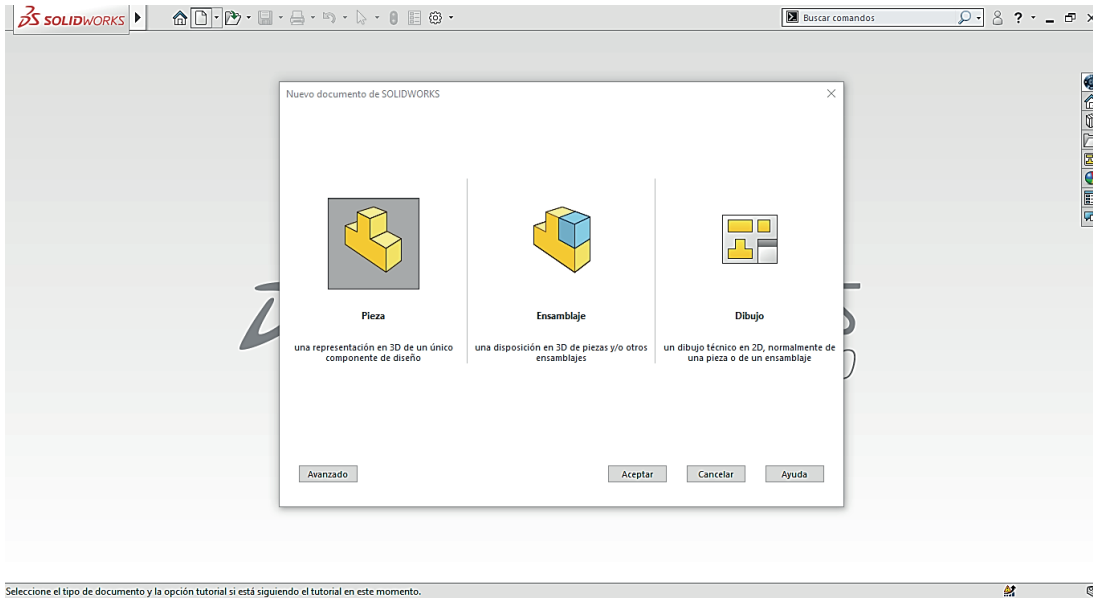 SOLIDWORKS
Buscar comandos
?
Nuevo documento de SOLIDWORKS
Pieza
Ensamblaje
Dibujo
una representación en 3D de un único
componente de diseño
una disposición en 3D de piezas y/o otros
ensamblajes
un dibujo técnico en 2D, normalmente de
una pieza o de un ensamblaje
Avanzado
Aceptar
Cancelar
Ayuda
Seleccione el tipo de documento y la opción tutorial si está siguiendo el tutorial en este momento.